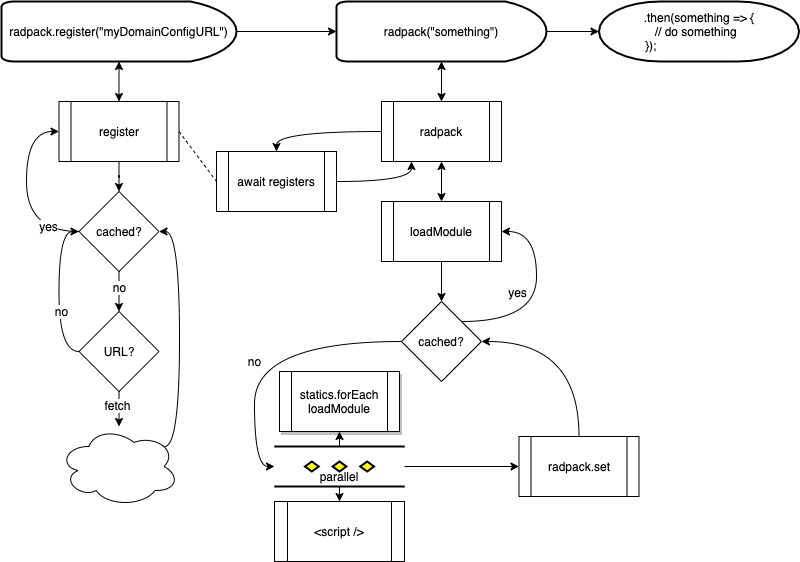 radpack.register("myDomainConfigURL")
radpack("something")
.then(something => {
// do something
});
register
radpack
await registers
yes
cached?
loadModule
no
yes
no
URL?
cached?
no
fetch
statics.forEach
loadModule
radpack.set
parallel
<script />